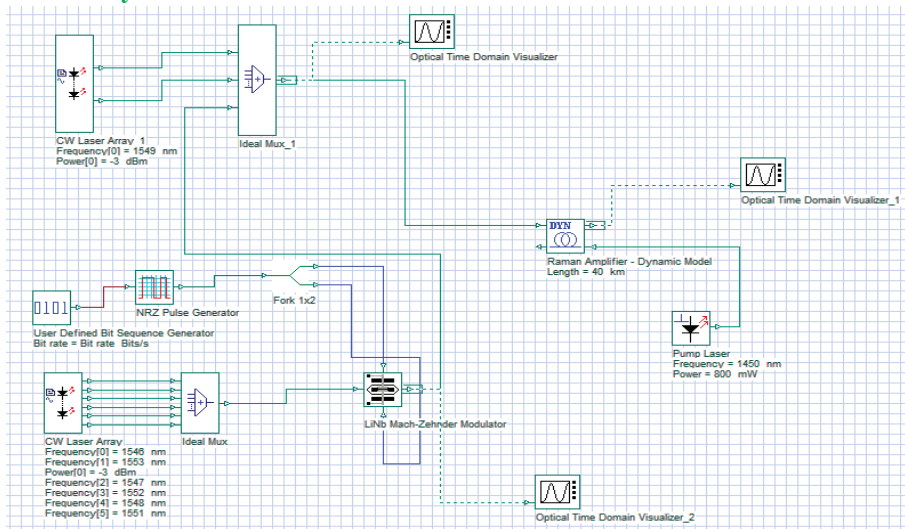 Optical Time Domain Visualizer
CW Laser Array_1
Frequency[0] = 1549 nm
Power[0] = -3 dBm
Ideal Mux_1
Optical Time Domain Visualizer_1
DYN
Raman Amplifier - Dynamic Model
Length = 40 km
NRZ Pulse Generator
Fork 1x2
0101
User Defined Bit Sequence Generator
Bit rate = Bit rate Bits/s
Pump Laser
Frequency = 1450 nm
Power = 800 mW
LiNb Mach-Zehnder Modulator
CW Laser Array
Frequency[0] = 1546 nm
Frequency[1] = 1553 nm
Power[0] = -3 dBm
Frequency[2] = 1547 nm
Frequency[3] = 1552 nm
Frequency[4] = 1548 nm
Frequency[5] = 1551 nm
Ideal Mux
Optical Time Domain Visualizer_2